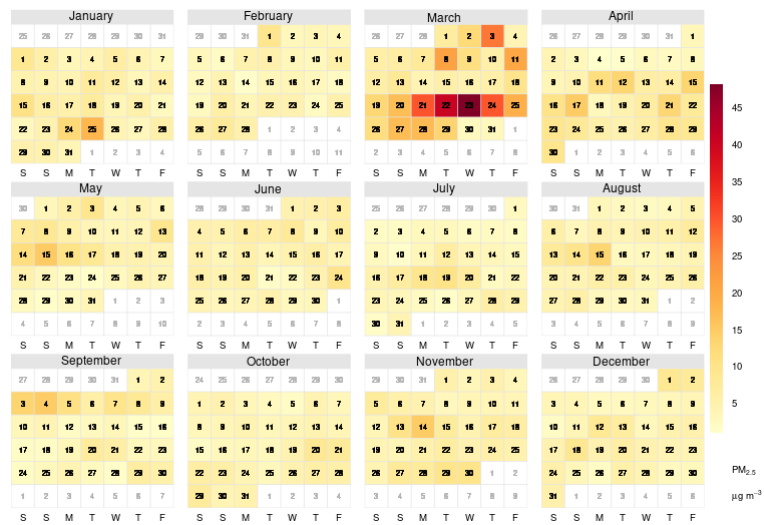 January
25 26 27 28 29 30 31
1 2 3 4 5 6 7
8 9 10 11 12 13 14
15 16 17 18 19 20 21
22 23 24 25 26 27 28
29 30 31 1 2 3 4
S S M T W T F
February
29 30 31 1 2 3 4
5 6 7 8 9 10 11
12 13 14 15 16 17 18
19 20 21 22 23 24 25
26 27 28 1 2 3 4
5 6 7 8 9 10 11
S S M T W T F
March
26 27 28 1 2 3 4
5 6 7 8 9 10 11
12 13 14 15 16 17 18
19 20 21 22 23 24 25
26 27 28 29 30 31 1
2 3 4 5 6 7 8
S S M T W T F
April
26 27 28 29 30 31 1
2 3 4 5 6 7 8
9 10 11 12 13 14 15
16 17 18 19 20 21 22
23 24 25 26 27 28 29
30 1 2 3 4 5 6
S S M T W T F
May
30 1 2 3 4 5 6
7 8 9 10 11 12 13
14 15 16 17 18 19 20
21 22 23 24 25 26 27
28 29 30 31 1 2 3
4 5 6 7 8 9 10
S S M T W T F
June
28 29 30 31 1 2 3
4 5 6 7 8 9 10
11 12 13 14 15 16 17
18 19 20 21 22 23 24
25 26 27 28 29 30 1
2 3 4 5 6 7 8
S S M T W T F
July
25 26 27 28 29 30 1
2 3 4 5 6 7 8
9 10 11 12 13 14 15
16 17 18 19 20 21 22
23 24 25 26 27 28 29
30 31 1 2 3 4 5
S S M T W T F
August
30 31 1 2 3 4 5
6 7 8 9 10 11 12
13 14 15 16 17 18 19
20 21 22 23 24 25 26
27 28 29 30 31 1 2
3 4 5 6 7 8 9
S S M T W T F
September
27 28 29 30 31 1 2
3 4 5 6 7 8 9
10 11 12 13 14 15 16
17 18 19 20 21 22 23
24 25 26 27 28 29 30
1 2 3 4 5 6 7
S S M T W T F
October
24 25 26 27 28 29 30
1 2 3 4 5 6 7
8 9 10 11 12 13 14
15 16 17 18 19 20 21
22 23 24 25 26 27 28
29 30 31 1 2 3 4
S S M T W T F
November
29 30 31 1 2 3 4
5 6 7 8 9 10 11
12 13 14 15 16 17 18
19 20 21 22 23 24 25
26 27 28 29 30 1 2
3 4 5 6 7 8 9
S S M T W T F
December
26 27 28 29 30 1 2
3 4 5 6 7 8 9
10 11 12 13 14 15 16
17 18 19 20 21 22 23
24 25 26 27 28 29 30
31 1 2 3 4 5 6
S S M T W T F
45
40
35
30
25
20
15
10
5
PM₂.₅
μg m⁻³